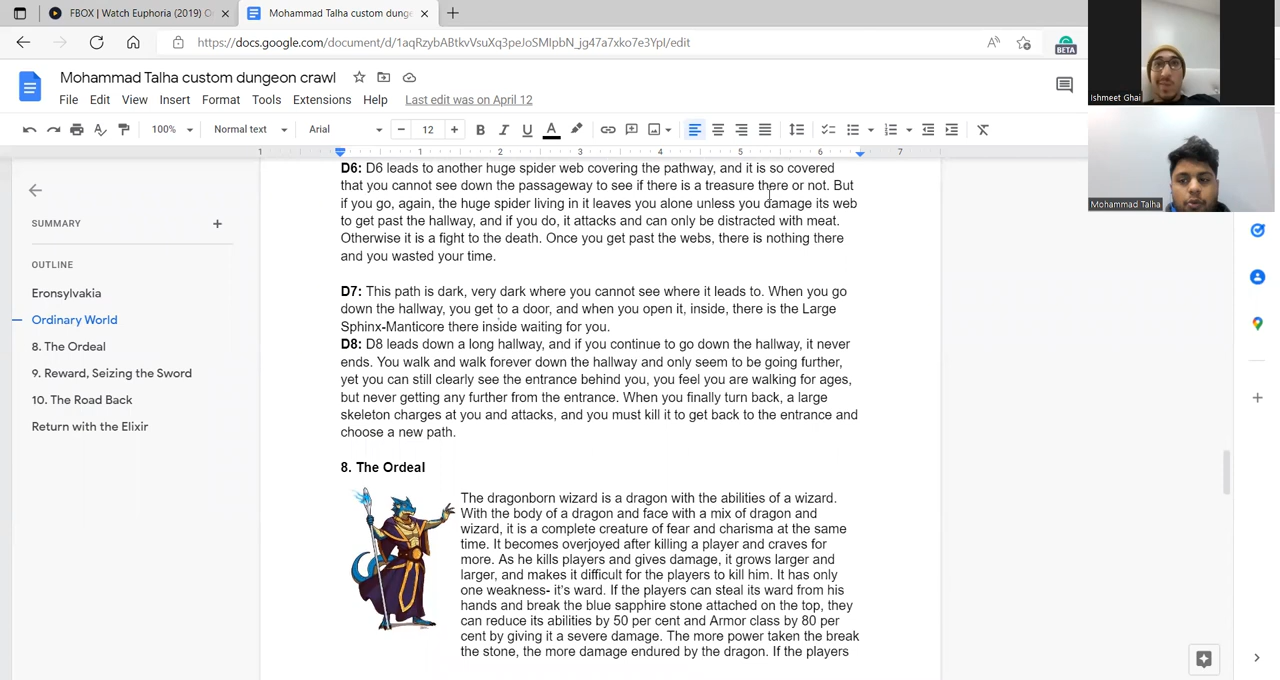 FBOX | Watch Euphoria (2019) O
Mohammad Talha custom dunge
https://docs.google.com/document/d/1aqRzybABtkvVsuXq3peJoSMIpbN_jg47a7xko7e3YpI/edit
BETA
Mohammad Talha custom dungeon crawl
File Edit View Insert Format Tools Extensions Help Last edit was on April 12
100% Normal text Arial 12 B I U A
1 1 2 3 4 5 6 7
Ishmeet Ghai
Mohammad Talha
SUMMARY
OUTLINE
Eronsylvakia
Ordinary World
8. The Ordeal
9. Reward, Seizing the Sword
10. The Road Back
Return with the Elixir
D6: D6 leads to another huge spider web covering the pathway, and it is so covered
that you cannot see down the passageway to see if there is a treasure there or not. But
if you go, again, the huge spider living in it leaves you alone unless you damage its web
to get past the hallway, and if you do, it attacks and can only be distracted with meat.
Otherwise it is a fight to the death. Once you get past the webs, there is nothing there
and you wasted your time.
D7: This path is dark, very dark where you cannot see where it leads to. When you go
down the hallway, you get to a door, and when you open it, inside, there is the Large
Sphinx-Manticore there inside waiting for you.
D8: D8 leads down a long hallway, and if you continue to go down the hallway, it never
ends. You walk and walk forever down the hallway and only seem to be going further,
yet you can still clearly see the entrance behind you, you feel you are walking for ages,
but never getting any further from the entrance. When you finally turn back, a large
skeleton charges at you and attacks, and you must kill it to get back to the entrance and
choose a new path.
8. The Ordeal
The dragonborn wizard is a dragon with the abilities of a wizard.
With the body of a dragon and face with a mix of dragon and
wizard, it is a complete creature of fear and charisma at the same
time. It becomes overjoyed after killing a player and craves for
more. As he kills players and gives damage, it grows larger and
larger, and makes it difficult for the players to kill him. It has only
one weakness- it's ward. If the players can steal its ward from his
hands and break the blue sapphire stone attached on the top, they
can reduce its abilities by 50 per cent and Armor class by 80 per
cent by giving it a severe damage. The more power taken the break
the stone, the more damage endured by the dragon. If the players